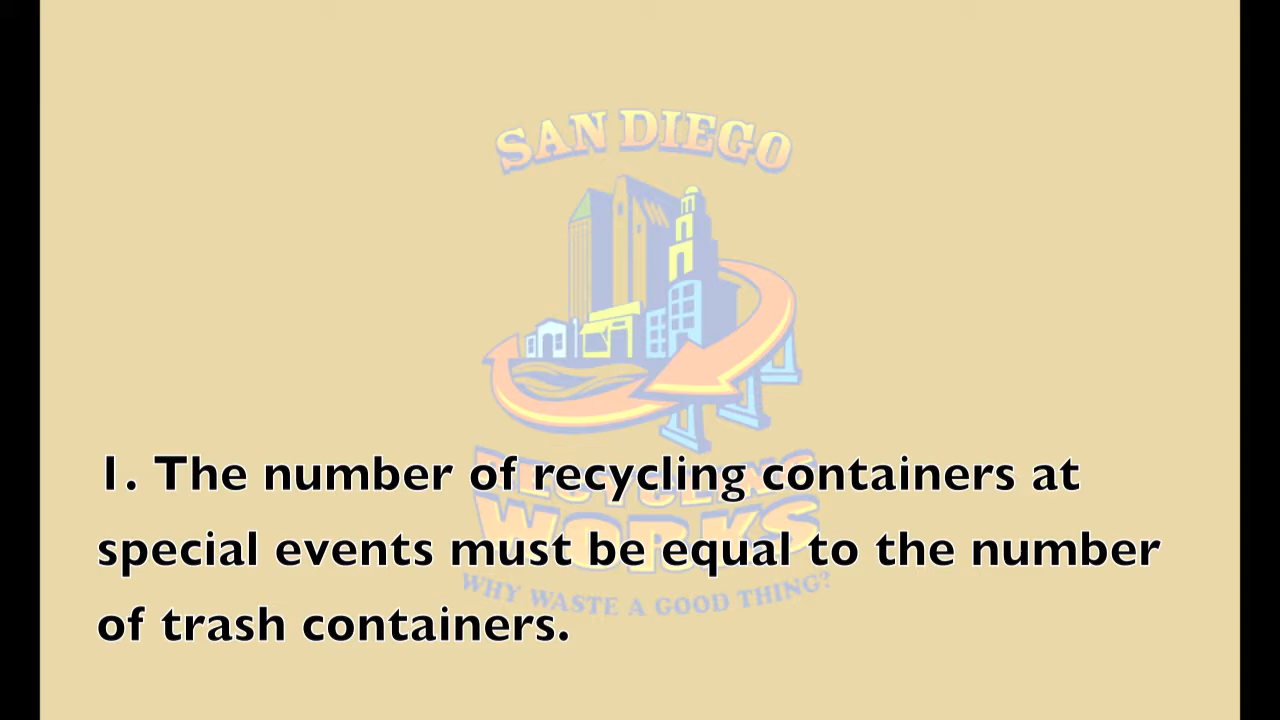 SAN DIEGO
RECYCLING
WORKS
WHY WASTE A GOOD THING?
1. The number of recycling containers at
special events must be equal to the number
of trash containers.